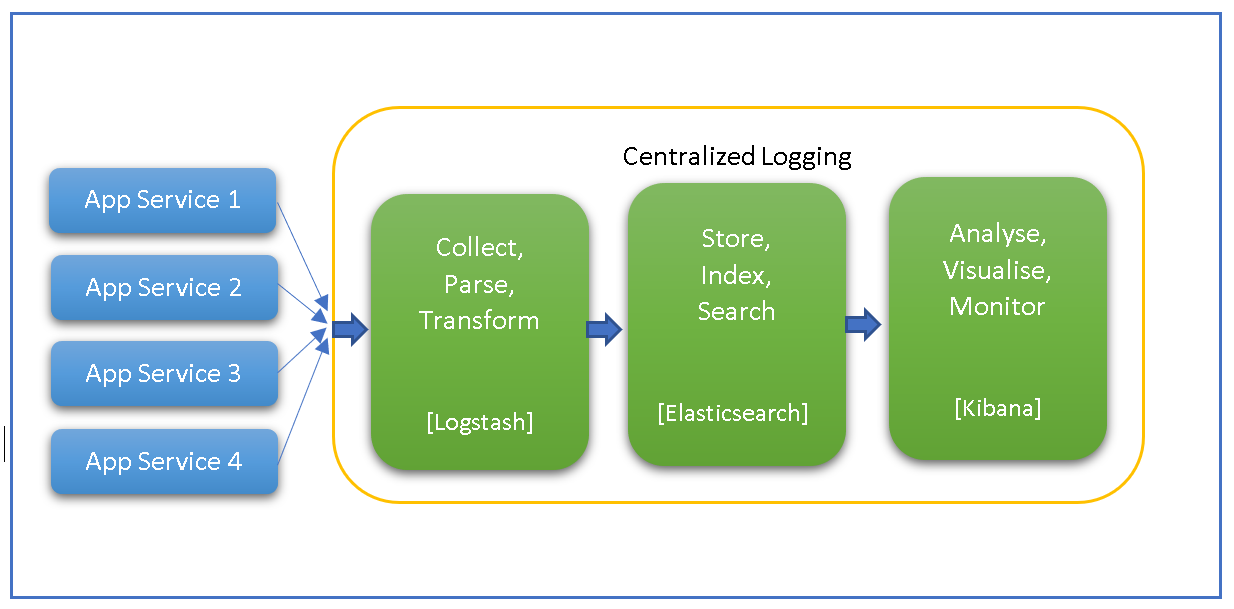 Centralized Logging
App Service 1
App Service 2
App Service 3
App Service 4
Collect,
Parse,
Transform
[Logstash]
Store,
Index,
Search
[Elasticsearch]
Analyse,
Visualise,
Monitor
[Kibana]